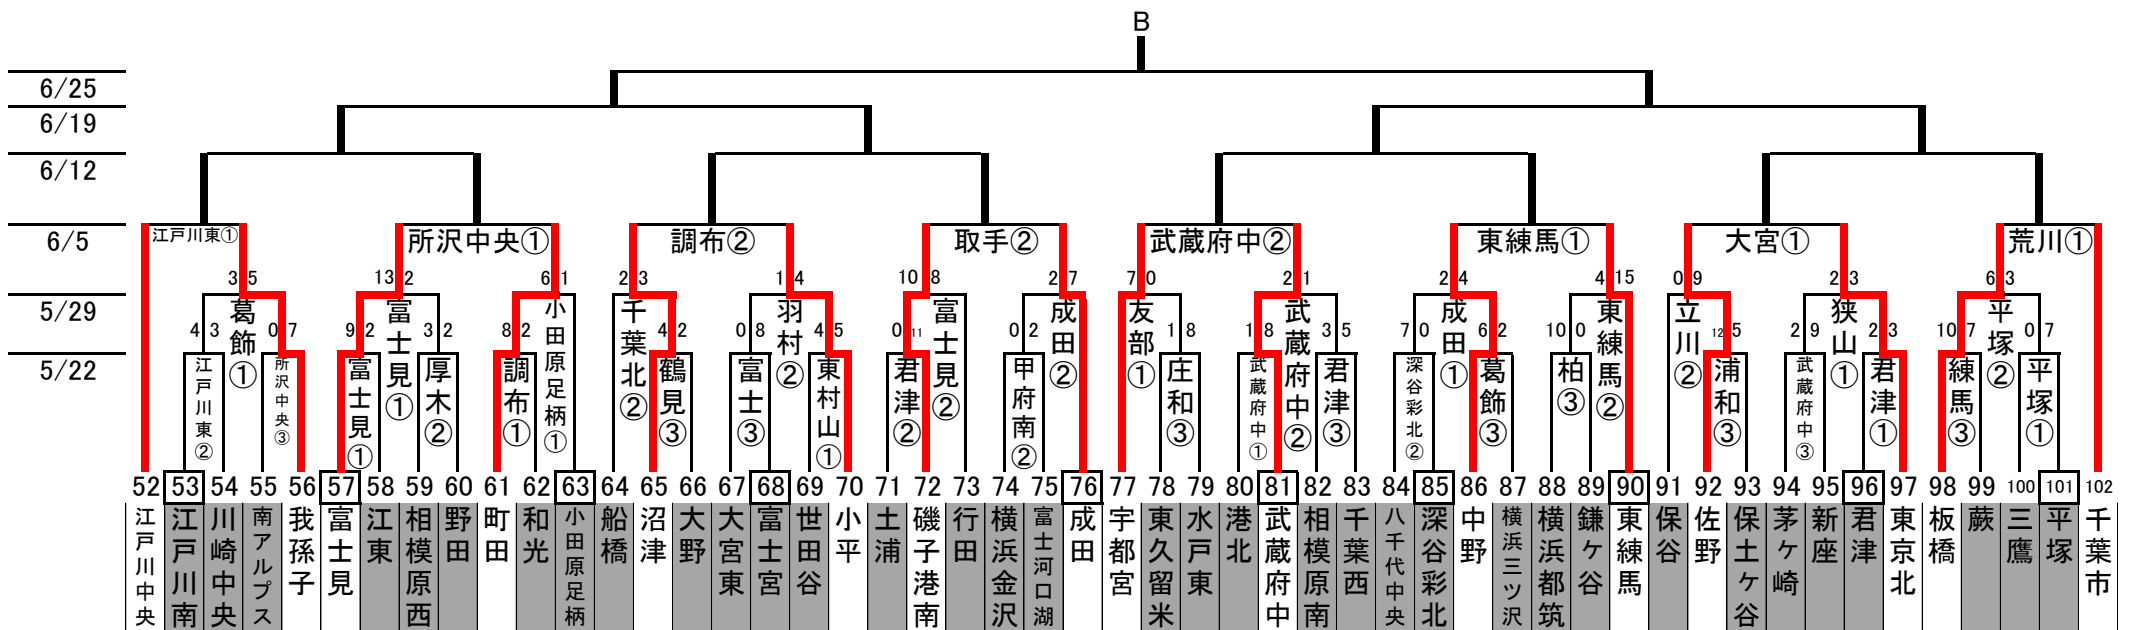 B
6/25
6/19
6/12
6/5
江戸川東① 所沢中央① 調布② 取手② 武蔵府中② 東練馬① 大宮① 荒川①
3 5 13 2 6 1 2 3 1 4 10 8 2 7 7 0 2 1 2 4 4 15 0 9 2 3 6 3
5/29
葛飾① 富士見① 小田原足柄① 千葉北② 羽村② 富士見② 成田② 友部① 武蔵府中② 成田① 東練馬② 立川② 狭山① 平塚②
4 3 0 7 9 2 3 2 8 2 4 2 0 8 4 5 0 11 0 2 1 8 1 8 3 5 7 0 6 2 10 0 12 5 2 9 2 3 10 7 0 7
5/22
江戸川東② 所沢中央③ 富士見① 厚木② 調布① 鶴見③ 富士③ 東村山① 君津② 甲府南② 庄和③ 武蔵府中① 君津③ 深谷彩北② 葛飾③ 柏③ 浦和③ 武蔵府中③ 君津① 練馬③ 平塚①
52 53 54 55 56 57 58 59 60 61 62 63 64 65 66 67 68 69 70 71 72 73 74 75 76 77 78 79 80 81 82 83 84 85 86 87 88 89 90 91 92 93 94 95 96 97 98 99 100 101 102
江戸川中央
江戸川南
川崎中央
南アルプス
我孫子
富士見
江東
相模原西
野田
町田
和光
小田原足柄
船橋
沼津
大野
大宮東
富士宮
世田谷
小平
土浦
磯子港南
行田
横浜金沢
富士河口湖
成田
宇都宮
東久留米
水戸東
港北
武蔵府中
相模原南
千葉西
八千代中央
深谷彩北
中野
横浜三ツ沢
横浜都筑
鎌ケ谷
東練馬
保谷
佐野
保土ケ谷
茅ケ崎
新座
君津
東京北
板橋
蕨
三鷹
平塚
千葉市